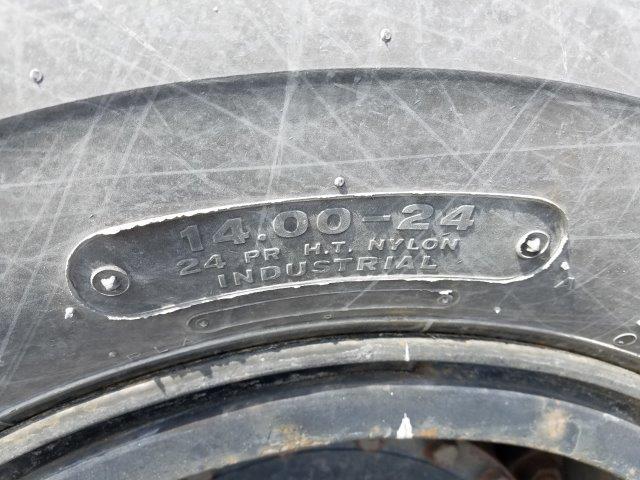 14.00-24
24 PR H.T. NYLON
INDUSTRIAL